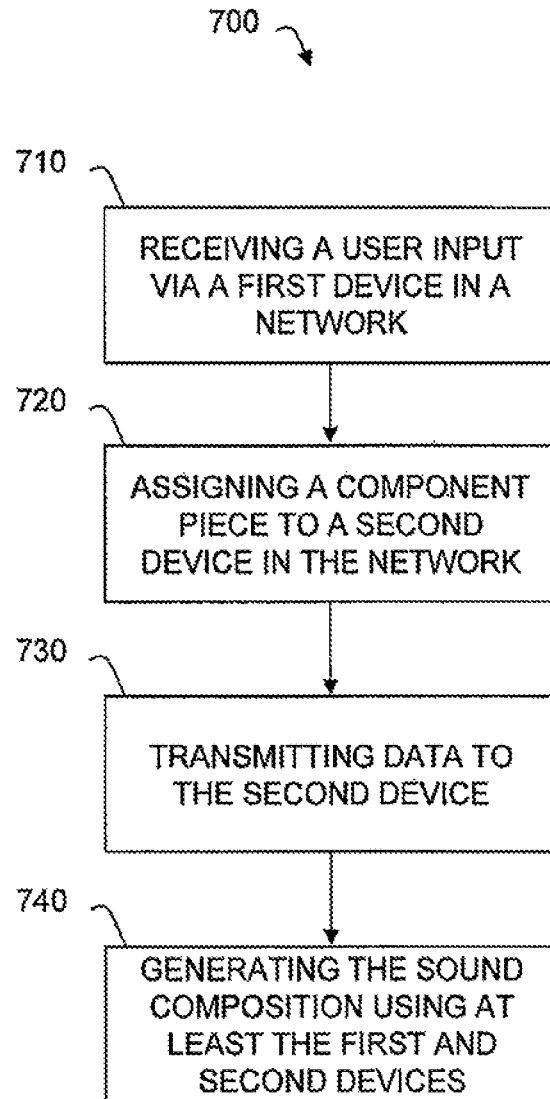 700
710
RECEIVING A USER INPUT
VIA A FIRST DEVICE IN A
NETWORK
720
ASSIGNING A COMPONENT
PIECE TO A SECOND
DEVICE IN THE NETWORK
730
TRANSMITTING DATA TO
THE SECOND DEVICE
740
GENERATING THE SOUND
COMPOSITION USING AT
LEAST THE FIRST AND
SECOND DEVICES